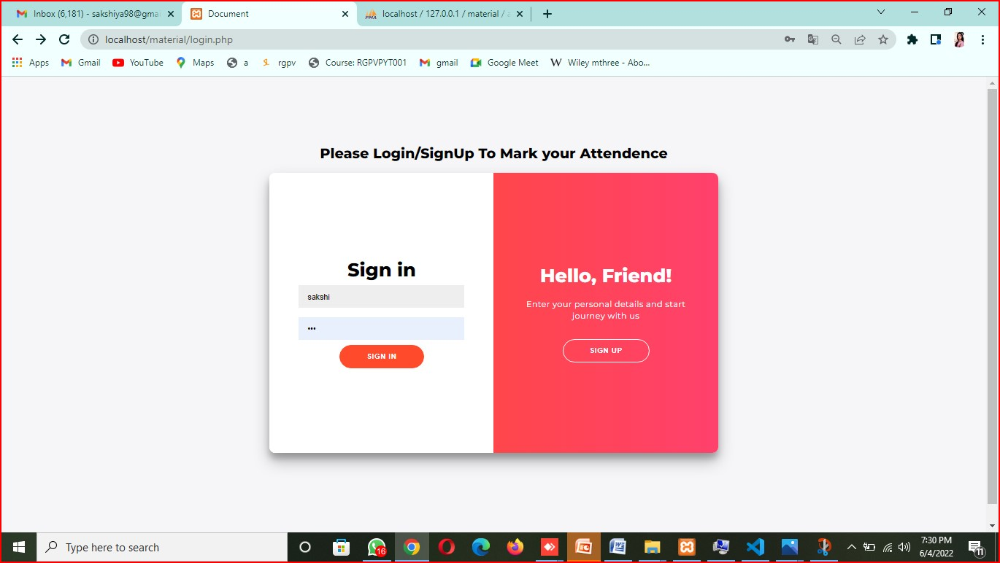 Inbox (6,181) - sakshiya98@gma
Document
localhost / 127.0.0.1 / material / a
localhost/material/login.php
Apps
Gmail
YouTube
Maps
a
rgpv
Course: RGPVPYT001
gmail
Google Meet
W Wiley mthree - Abo...
Please Login/SignUp To Mark your Attendence
Sign in
sakshi
•••
SIGN IN
Hello, Friend!
Enter your personal details and start
journey with us
SIGN UP
Type here to search
16
7:30 PM
6/4/2022
11